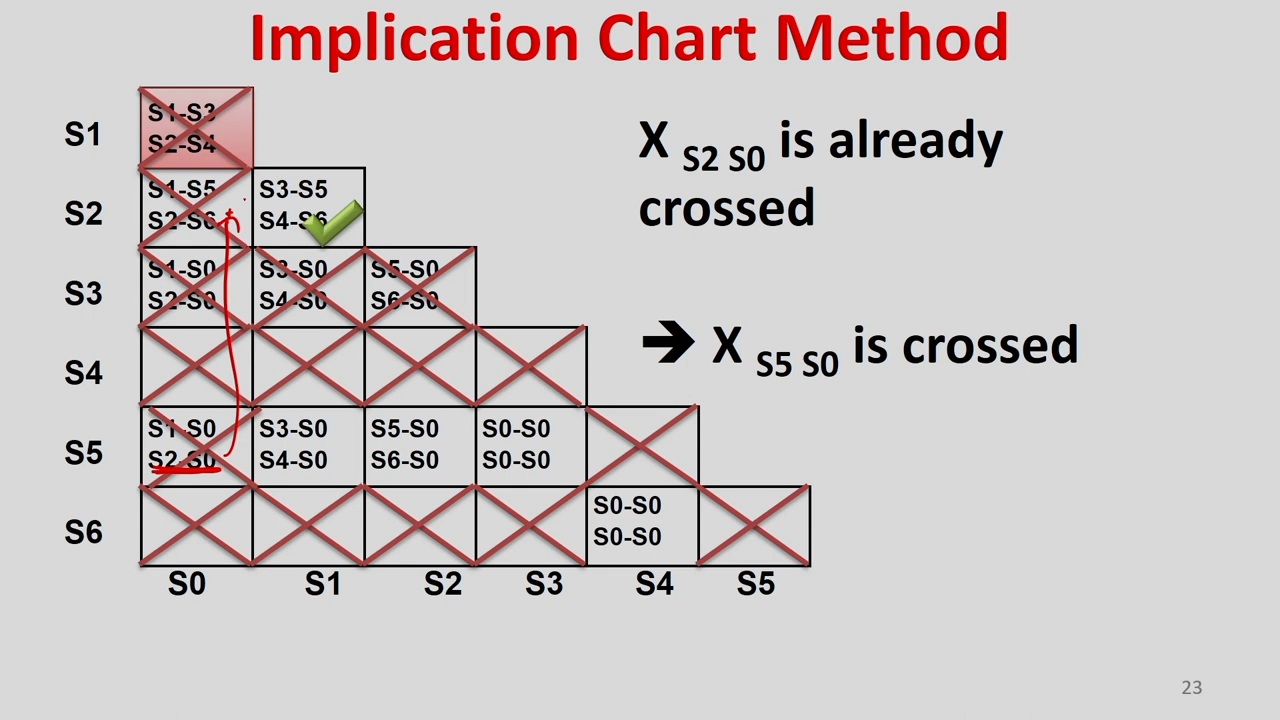 Implication Chart Method
S1
S1-S3
S2-S4
X S2 S0 is already
crossed
S2
S1-S5
S2-S6
S3-S5
S4-S6
S3
S1-S0
S2-S0
S3-S0
S4-S0
S5-S0
S6-S0
➔ X S5 S0 is crossed
S4
S5
S1-S0
S2-S0
S3-S0
S4-S0
S5-S0
S6-S0
S0-S0
S0-S0
S6
S0-S0
S0-S0
S0 S1 S2 S3 S4 S5
23